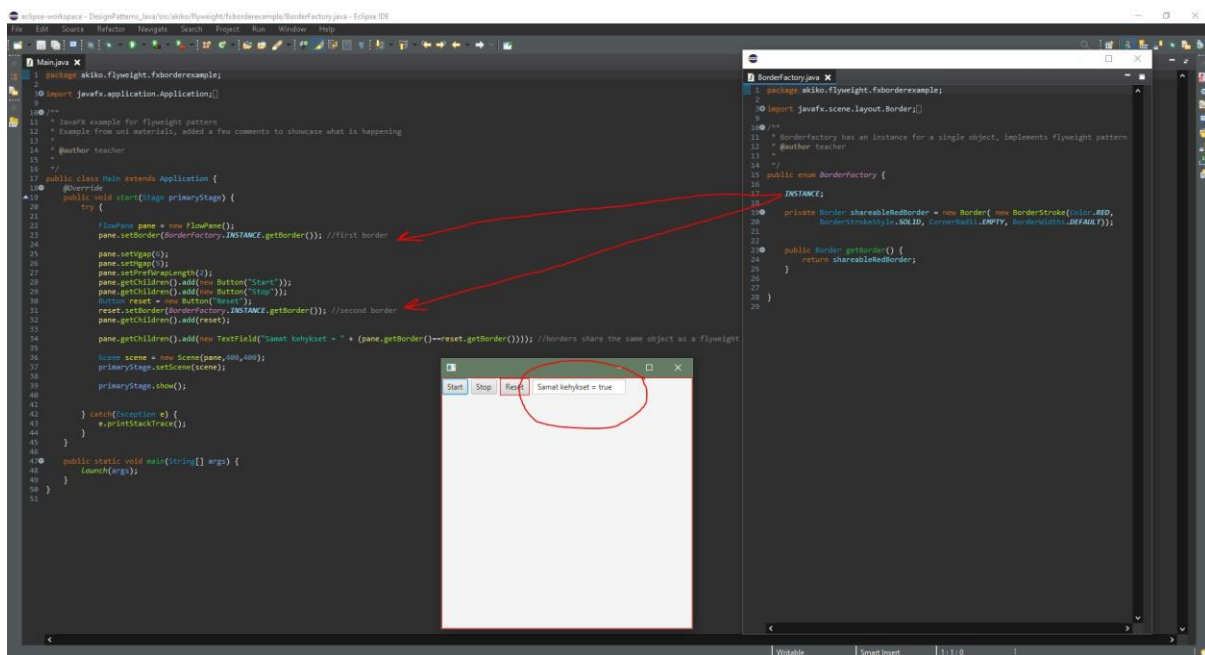 eclipse-workspace - DesignPatterns_Java/src/akiko/flyweight/fxborderexample/BorderFactory.java - Eclipse IDE
File Edit Source Refactor Navigate Search Project Run Window Help
Main.java
1 package akiko.flyweight.fxborderexample;
2
3 import javafx.application.Application;
9
10 /**
11 * JavaFX example for flyweight pattern
12 * Example from uni materials, added a few comments to showcase what is happening
13 *
14 * @author teacher
15 *
16 */
17 public class Main extends Application {
18 @Override
19 public void start(Stage primaryStage) {
20 try {
21
22 FlowPane pane = new FlowPane();
23 pane.setBorder(BorderFactory.INSTANCE.getBorder()); //first border
24
25 pane.setVgap(8);
26 pane.setHgap(5);
27 pane.setPrefWrapLength(2);
28 pane.getChildren().add(new Button("Start"));
29 pane.getChildren().add(new Button("Stop"));
30 Button reset = new Button("Reset");
31 reset.setBorder(BorderFactory.INSTANCE.getBorder()); //second border
32 pane.getChildren().add(reset);
33
34 pane.getChildren().add(new TextField("Samat kehykset = " + (pane.getBorder()==reset.getBorder()))); //borders share the same object as a flyweight
35
36 Scene scene = new Scene(pane,400,400);
37 primaryStage.setScene(scene);
38
39 primaryStage.show();
40
41
42 } catch(Exception e) {
43 e.printStackTrace();
44 }
45 }
46
47 public static void main(String[] args) {
48 launch(args);
49 }
50 }
51
BorderFactory.java
1 package akiko.flyweight.fxborderexample;
2
3 import javafx.scene.layout.Border;
9
10 /**
11 * Borderfactory has an instance for a single object, implements flyweight pattern
12 * @author teacher
13 *
14 */
15 public enum BorderFactory {
16
17 INSTANCE;
18
19 private Border shareableRedBorder = new Border( new BorderStroke(Color.RED,
20 BorderStrokeStyle.SOLID, CornerRadii.EMPTY, BorderWidths.DEFAULT));
21
22
23 public Border getBorder() {
24 return shareableRedBorder;
25 }
26
27
28 }
29
Start Stop Reset Samat kehykset = true
Writable Smart Insert 1:1:0